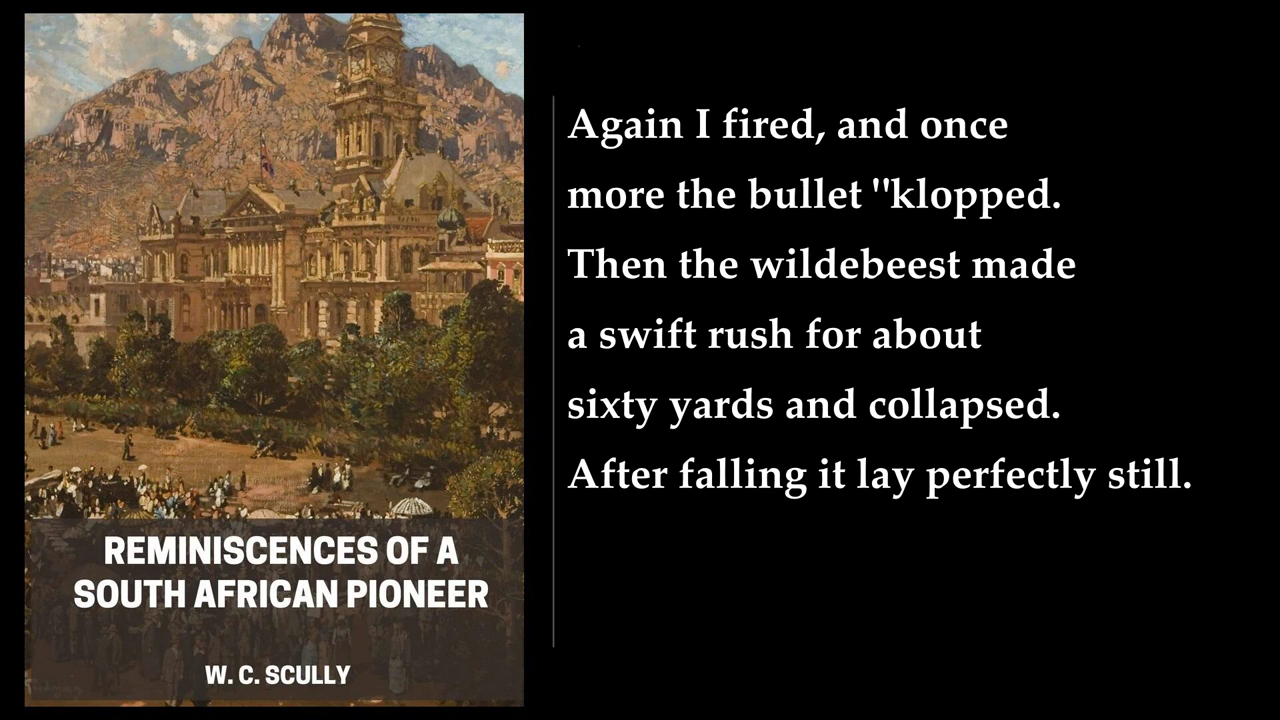 Again I fired, and once
more the bullet "klopped.
Then the wildebeest made
a swift rush for about
sixty yards and collapsed.
After falling it lay perfectly still.
REMINISCENCES OF A
SOUTH AFRICAN PIONEER
W. C. SCULLY